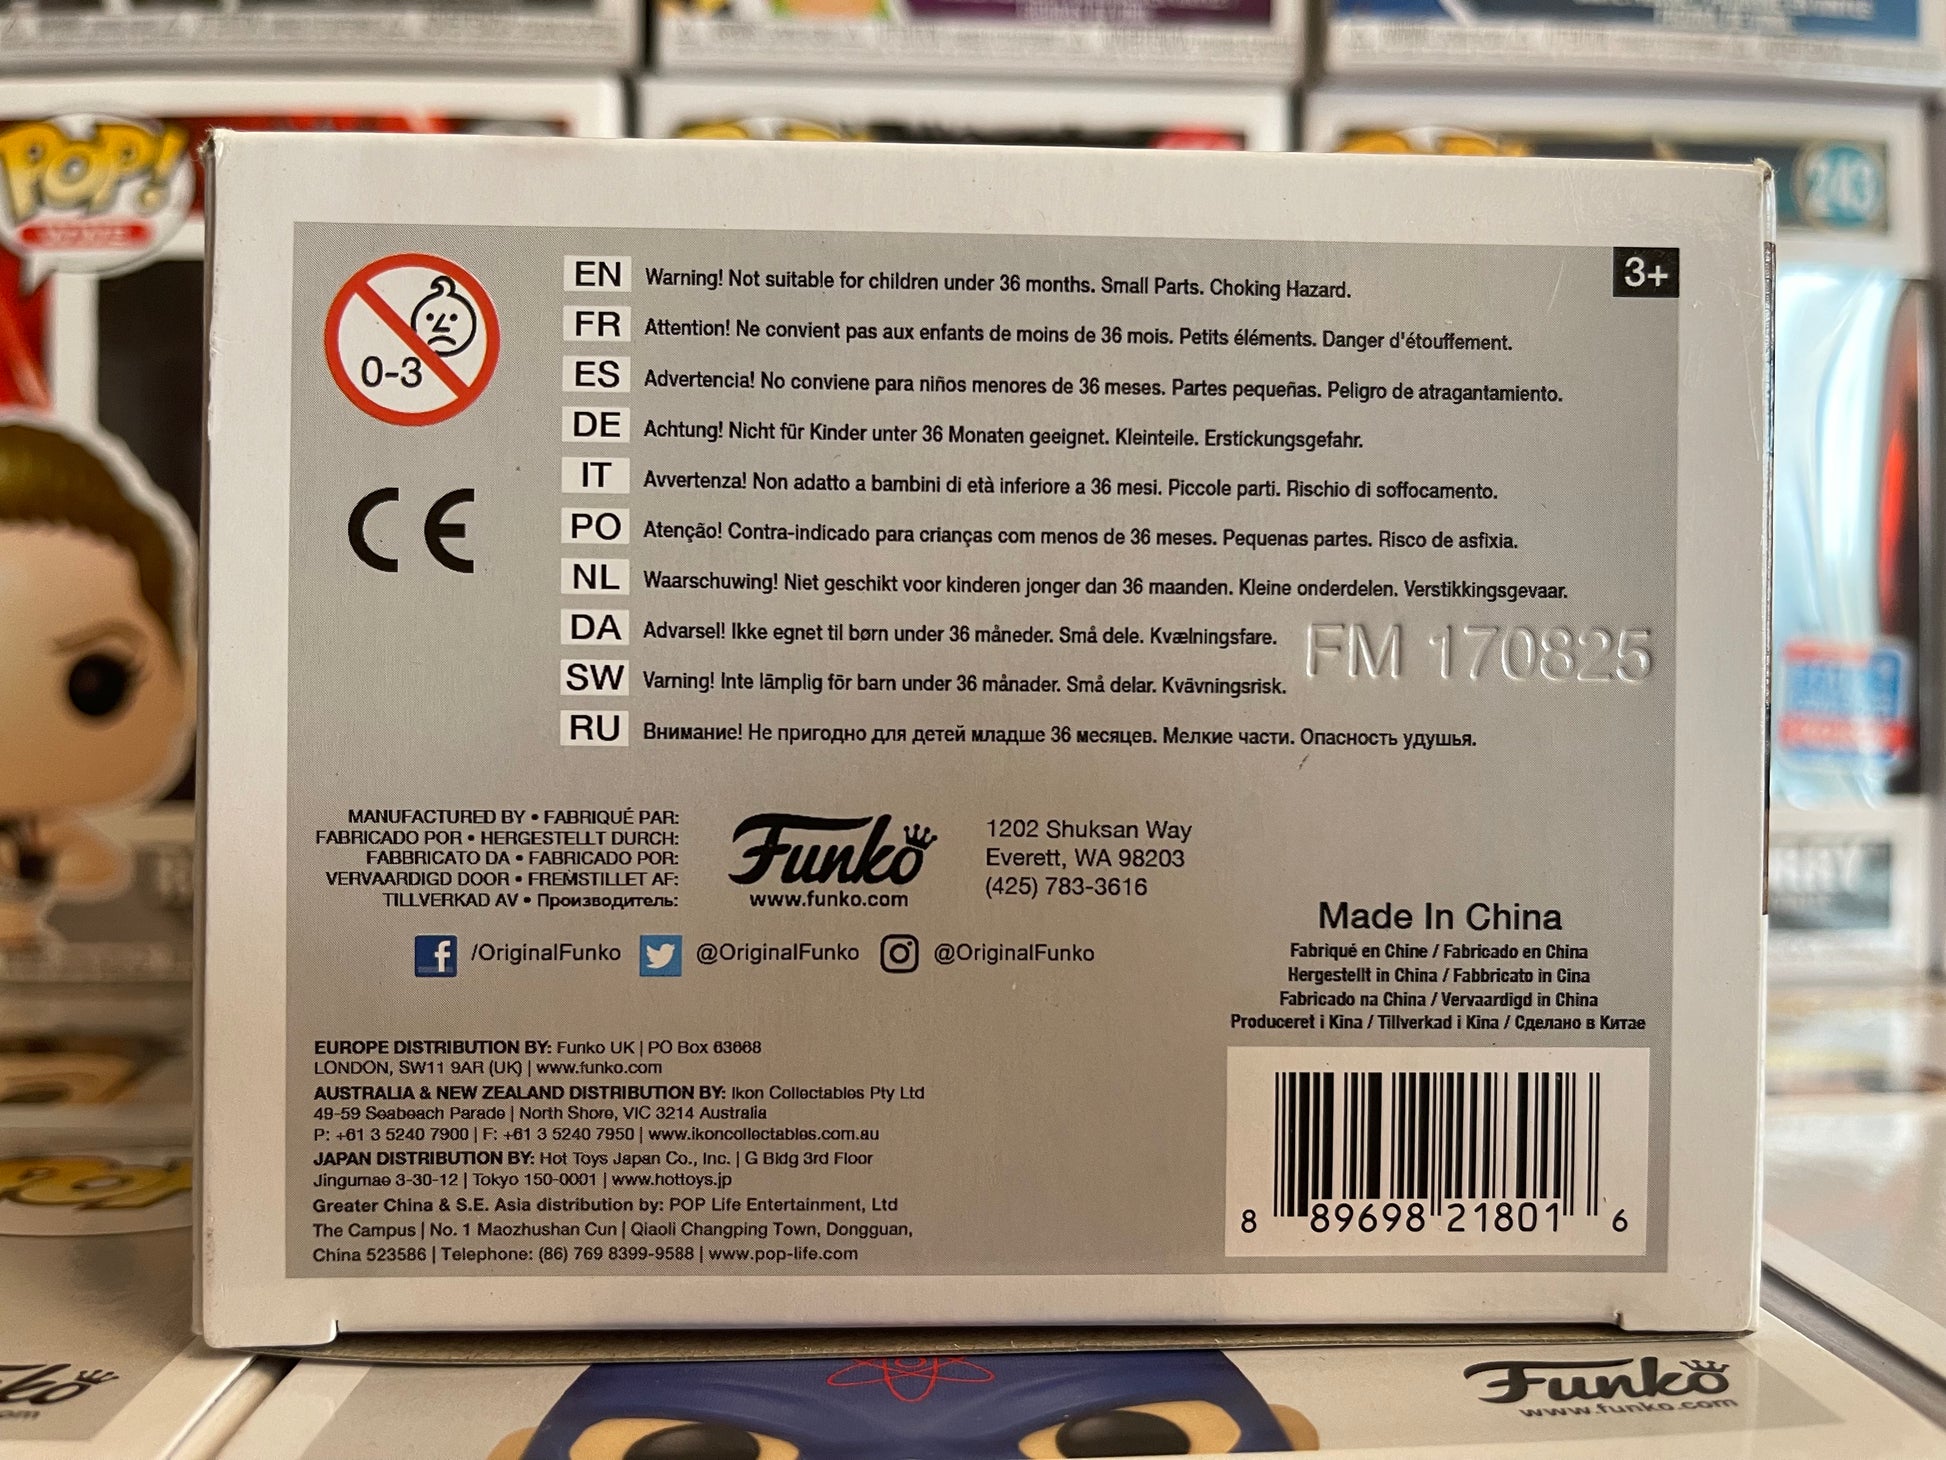 POP!
243
3+
0-3
CE
EN Warning! Not suitable for children under 36 months. Small Parts. Choking Hazard.
FR Attention! Ne convient pas aux enfants de moins de 36 mois. Petits éléments. Danger d'étouffement.
ES Advertencia! No conviene para niños menores de 36 meses. Partes pequeñas. Peligro de atragantamiento.
DE Achtung! Nicht für Kinder unter 36 Monaten geeignet. Kleinteile. Erstickungsgefahr.
IT Avvertenza! Non adatto a bambini di età inferiore a 36 mesi. Piccole parti. Rischio di soffocamento.
PO Atenção! Contra-indicado para crianças com menos de 36 meses. Pequenas partes. Risco de asfixia.
NL Waarschuwing! Niet geschikt voor kinderen jonger dan 36 maanden. Kleine onderdelen. Verstikkingsgevaar.
DA Advarsel! Ikke egnet til børn under 36 måneder. Små dele. Kvælningsfare.
FM 170825
SW Varning! Inte lämplig för barn under 36 månader. Små delar. Kvävningsrisk.
RU Внимание! Не пригодно для детей младше 36 месяцев. Мелкие части. Опасность удушья.
MANUFACTURED BY • FABRIQUÉ PAR:
FABRICADO POR • HERGESTELLT DURCH:
FABBRICATO DA • FABRICADO POR:
VERVAARDIGD DOOR • FREMSTILLET AF:
TILLVERKAD AV • Производитель:
Funko
www.funko.com
1202 Shuksan Way
Everett, WA 98203
(425) 783-3616
/OriginalFunko @OriginalFunko @OriginalFunko
Made In China
Fabriqué en Chine / Fabricado en China
Hergestellt in China / Fabbricato in Cina
Fabricado na China / Vervaardigd in China
Produceret i Kina / Tillverkad i Kina / Сделано в Китае
EUROPE DISTRIBUTION BY: Funko UK | PO Box 63668
LONDON, SW11 9AR (UK) | www.funko.com
AUSTRALIA & NEW ZEALAND DISTRIBUTION BY: Ikon Collectables Pty Ltd
49-59 Seabeach Parade | North Shore, VIC 3214 Australia
P: +61 3 5240 7900 | F: +61 3 5240 7950 | www.ikoncollectables.com.au
JAPAN DISTRIBUTION BY: Hot Toys Japan Co., Inc. | G Bldg 3rd Floor
Jingumae 3-30-12 | Tokyo 150-0001 | www.hottoys.jp
Greater China & S.E. Asia distribution by: POP Life Entertainment, Ltd
The Campus | No. 1 Maozhushan Cun | Qiaoli Changping Town, Dongguan,
China 523586 | Telephone: (86) 769 8399-9588 | www.pop-life.com
8 89698 21801 6
Funko
www.funko.com